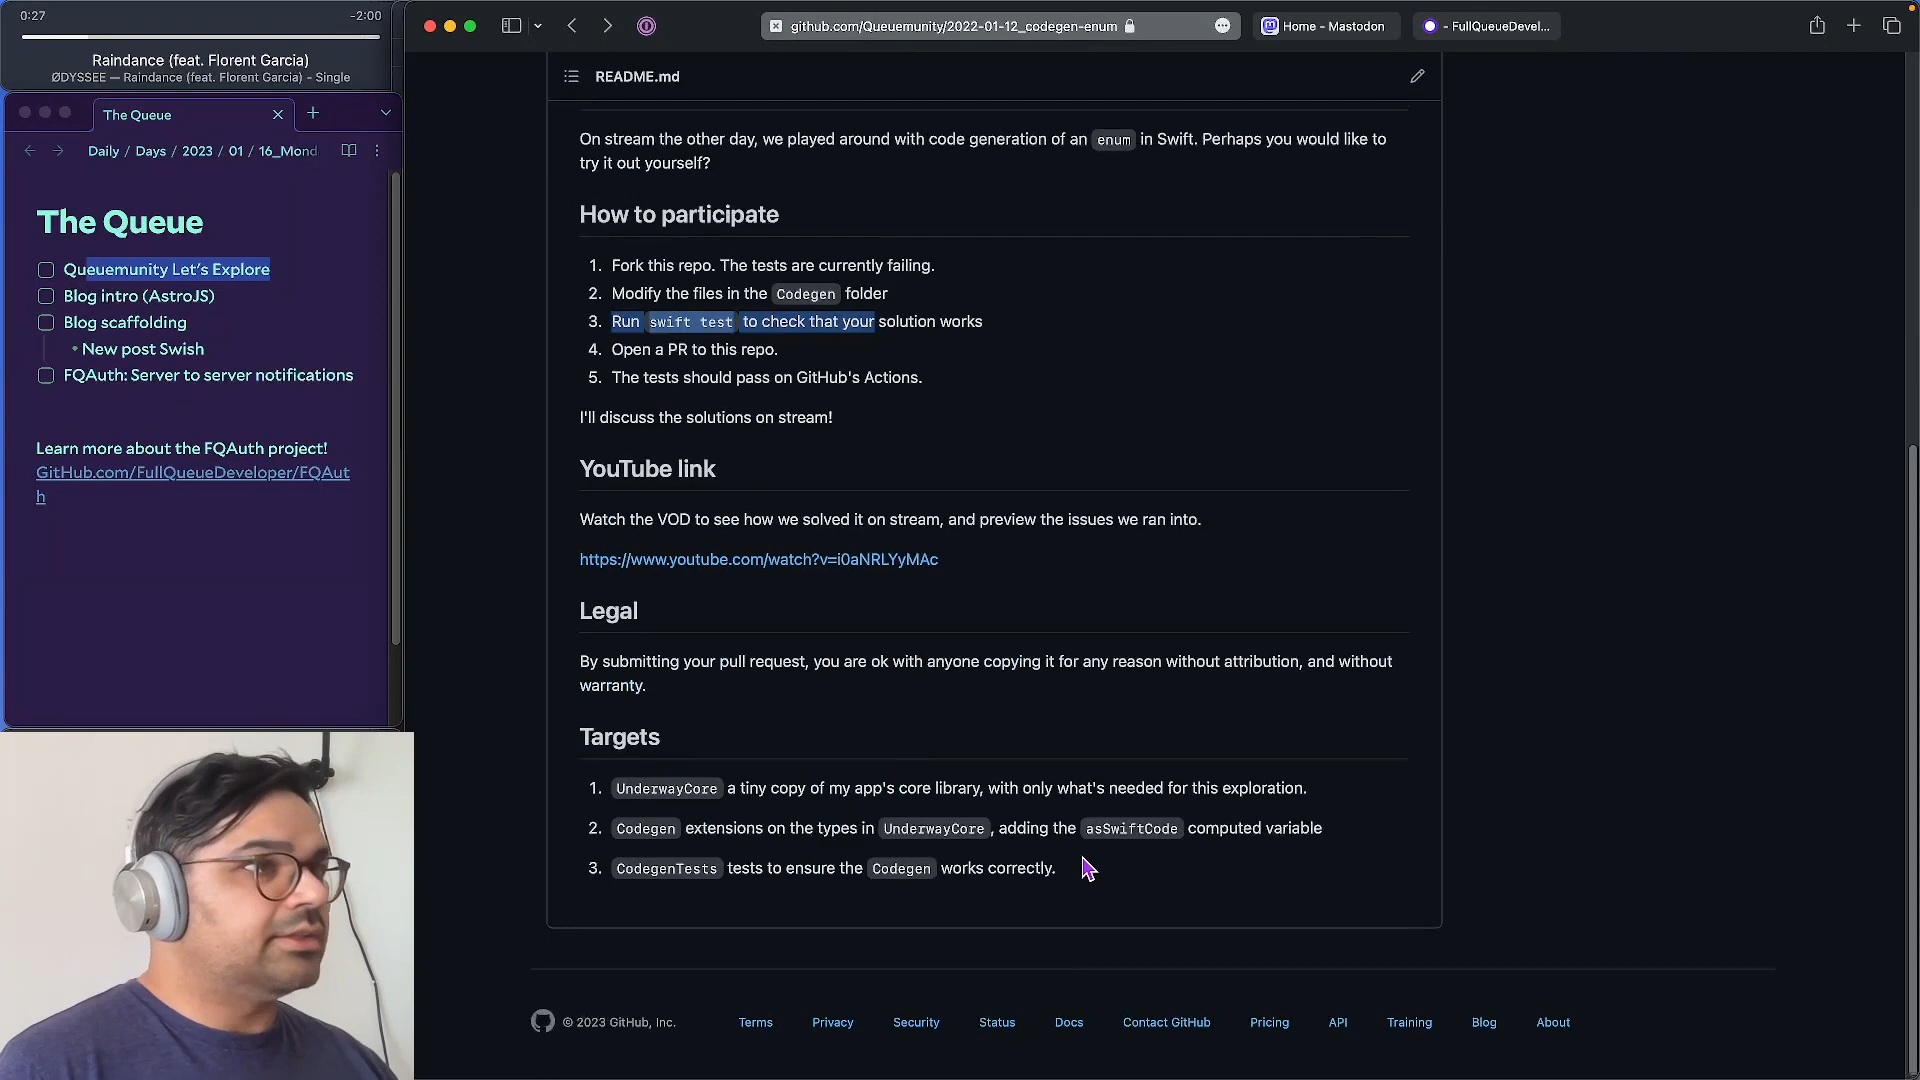 0:27
-2:00
Raindance (feat. Florent Garcia)
ØDYSSEE — Raindance (feat. Florent Garcia) - Single
The Queue
Daily / Days / 2023 / 01 / 16_Mond
The Queue
Queuemunity Let's Explore
Blog intro (AstroJS)
Blog scaffolding
• New post Swish
FQAuth: Server to server notifications
Learn more about the FQAuth project!
GitHub.com/FullQueueDeveloper/FQAut
h
github.com/Queuemunity/2022-01-12_codegen-enum
Home - Mastodon
- FullQueueDevel...
README.md
On stream the other day, we played around with code generation of an enum in Swift. Perhaps you would like to
try it out yourself?
How to participate
1. Fork this repo. The tests are currently failing.
2. Modify the files in the Codegen folder
3. Run swift test to check that your solution works
4. Open a PR to this repo.
5. The tests should pass on GitHub's Actions.
I'll discuss the solutions on stream!
YouTube link
Watch the VOD to see how we solved it on stream, and preview the issues we ran into.
https://www.youtube.com/watch?v=i0aNRLYyMAc
Legal
By submitting your pull request, you are ok with anyone copying it for any reason without attribution, and without
warranty.
Targets
1. UnderwayCore a tiny copy of my app's core library, with only what's needed for this exploration.
2. Codegen extensions on the types in UnderwayCore, adding the asSwiftCode computed variable
3. CodegenTests tests to ensure the Codegen works correctly.
© 2023 GitHub, Inc.
Terms
Privacy
Security
Status
Docs
Contact GitHub
Pricing
API
Training
Blog
About